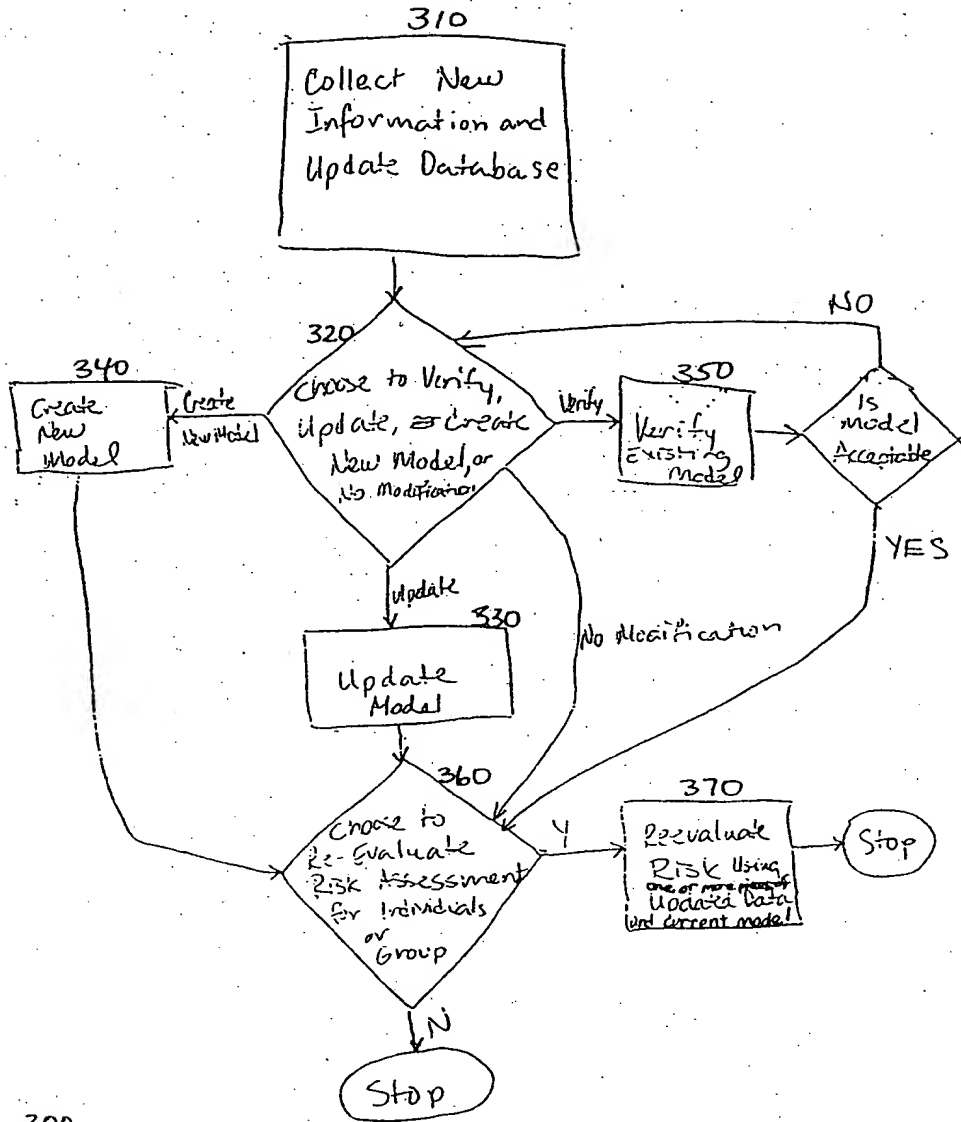 310
Collect New
Information and
Update Database
320
Choose to Verify,
Update, or Create
New Model, or
No Modification
340
Create
New
Model
Create
New Model
Verify
350
Verify
Existing
Model
NO
Is
Model
Acceptable
YES
Update
330
Update
Model
No Modification
360
Choose to
Re-Evaluate
Risk Assessment
for Individuals
or
Group
Y
370
Reevaluate
Risk Using
one or more pieces of
Updated Data
and current model
Stop
N
Stop
300